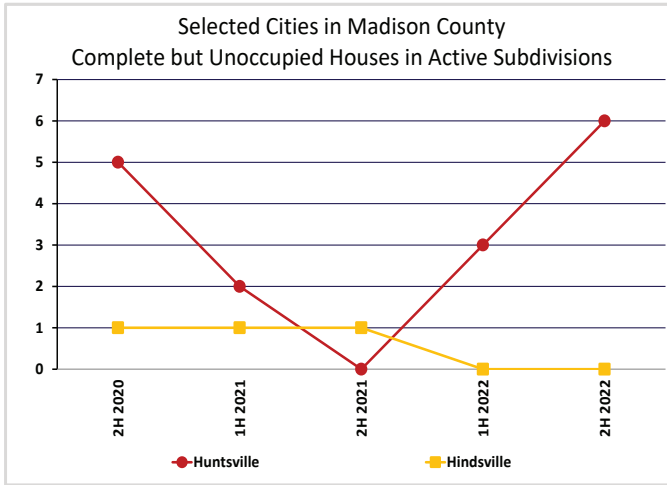 Selected Cities in Madison County
Complete but Unoccupied Houses in Active Subdivisions
7
6
5
4
3
2
1
0
2H 2020
1H 2021
2H 2021
1H 2022
2H 2022
Huntsville
Hindsville